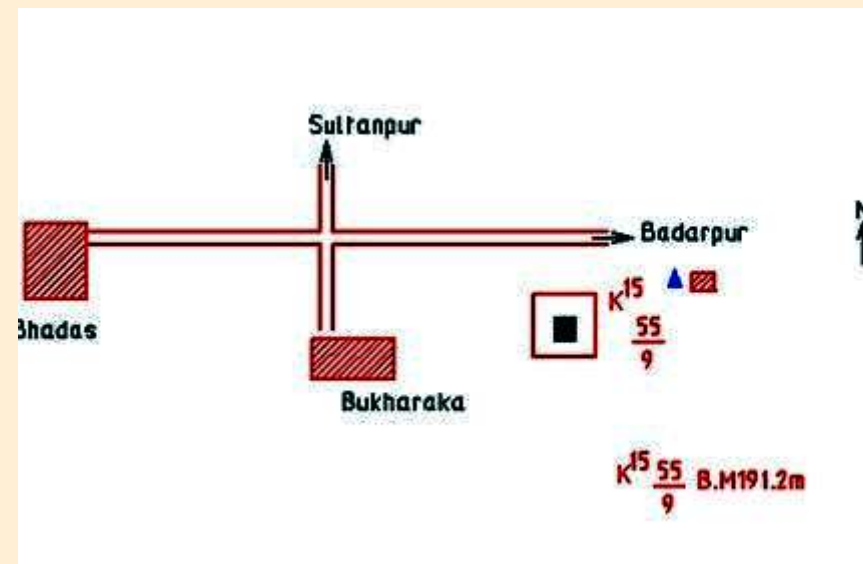 Sultanpur
Badarpur
K15
55
9
Bhadas
Bukharaka
K15 55 B.M191.2m
9
N